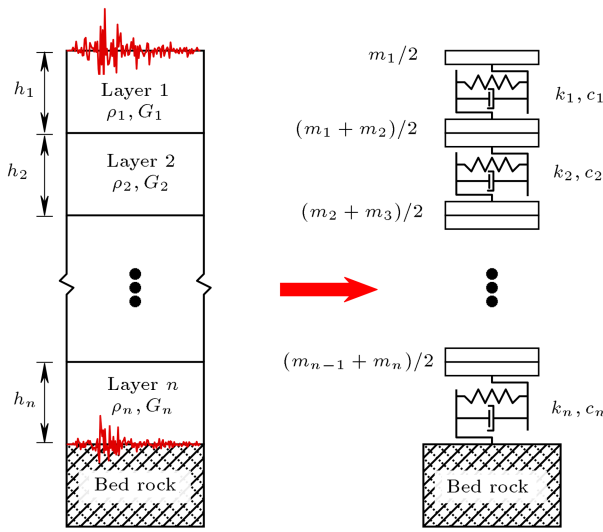 h₁
Layer 1
ρ₁, G₁
h₂
Layer 2
ρ₂, G₂
hₙ
Layer n
ρₙ, Gₙ
Bed rock
m₁/2
k₁, c₁
(m₁ + m₂)/2
k₂, c₂
(m₂ + m₃)/2
(mₙ₋₁ + mₙ)/2
kₙ, cₙ
Bed rock